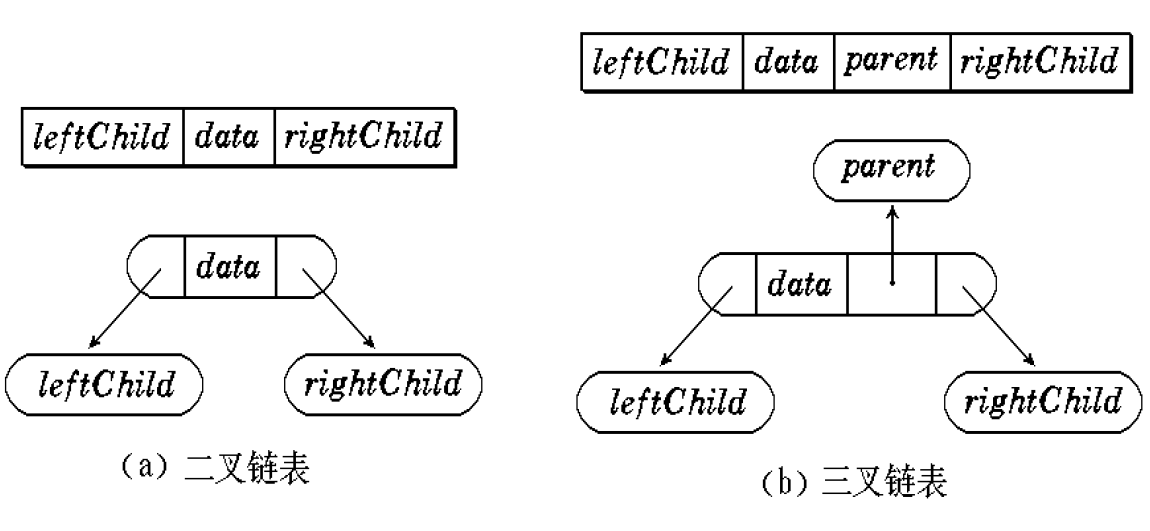 leftChild data rightChild
data
leftChild rightChild
（a）二叉链表
leftChild data parent rightChild
parent
data
leftChild rightChild
（b）三叉链表